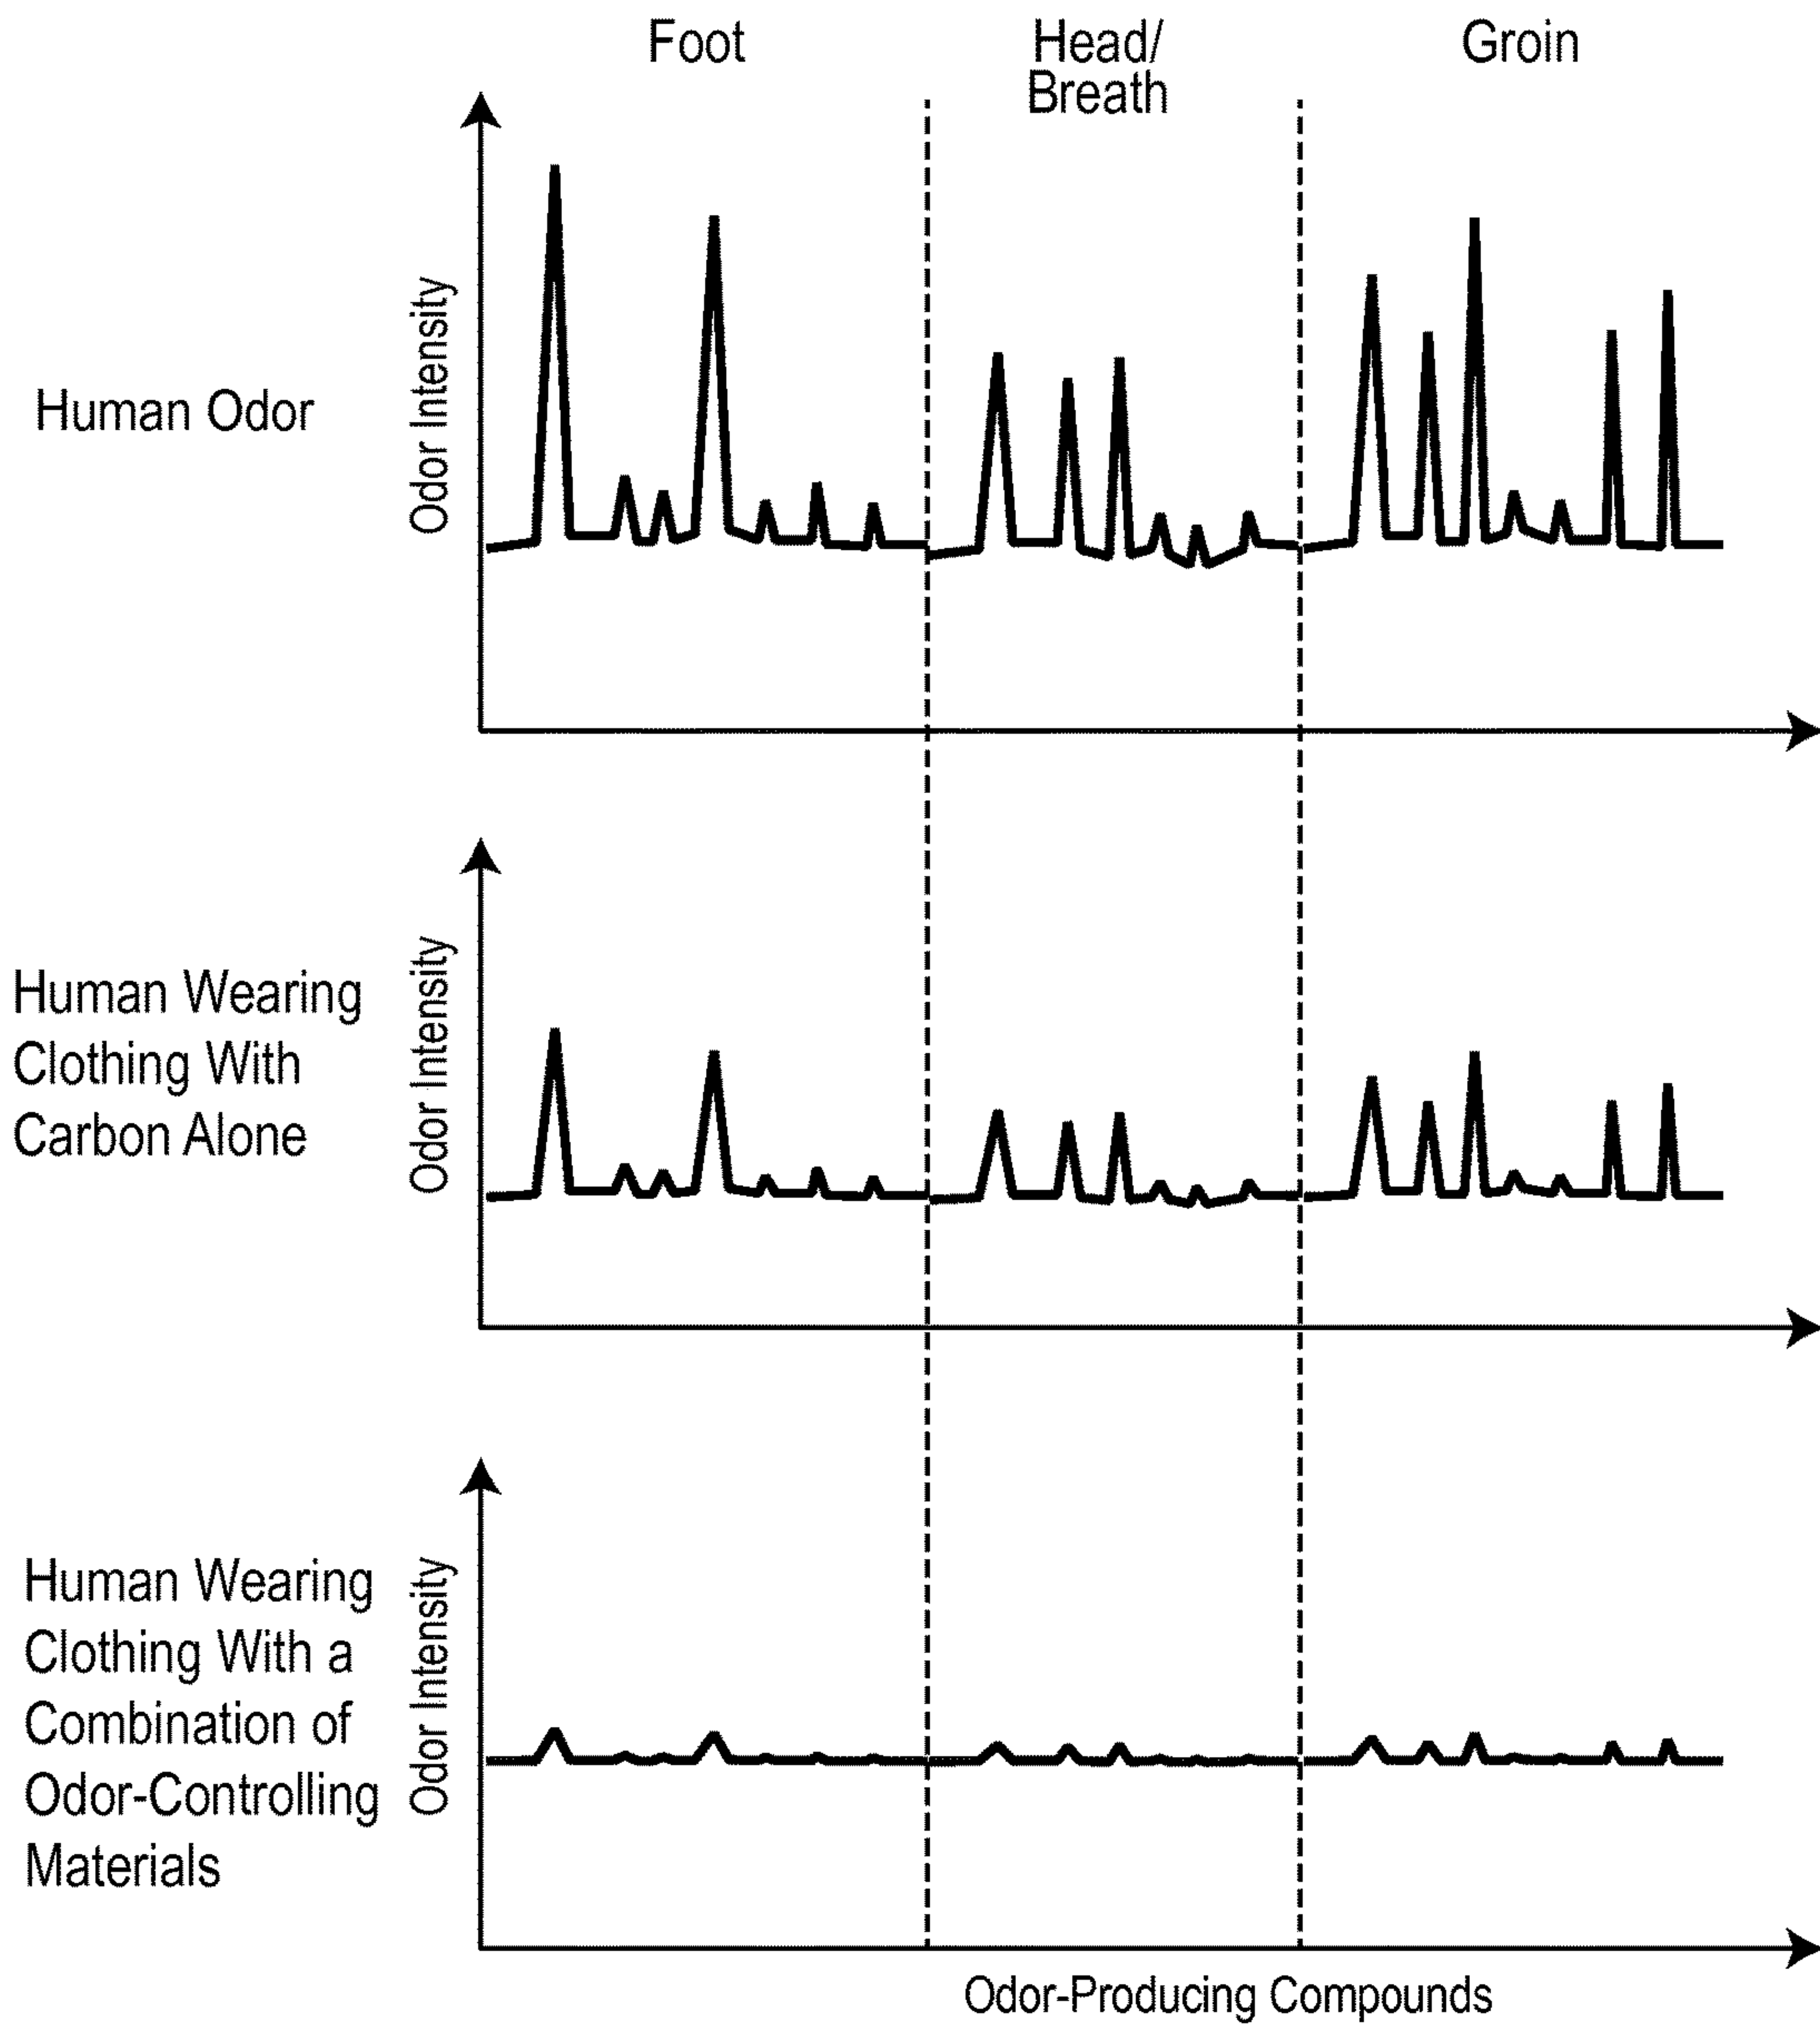 Foot
Head/
Breath
Groin
Human Odor
Odor Intensity
Human Wearing
Clothing With
Carbon Alone
Odor Intensity
Human Wearing
Clothing With a
Combination of
Odor-Controlling
Materials
Odor Intensity
Odor-Producing Compounds